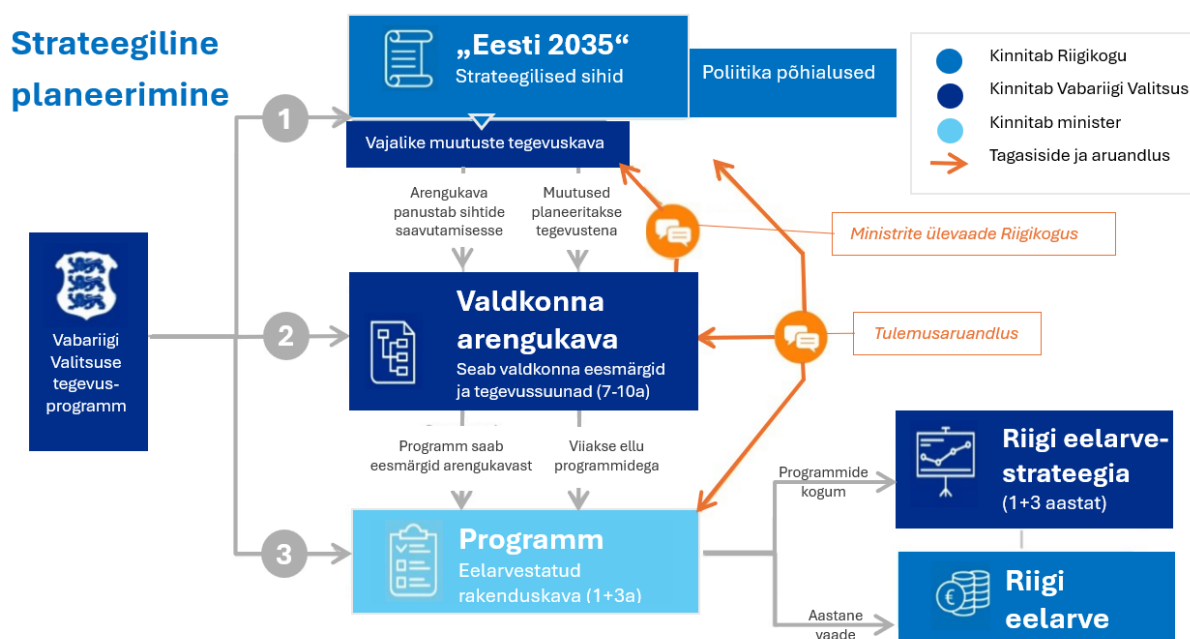 Strateegiline
planeerimine
„Eesti 2035“
Strateegilised sihid
Poliitika põhialused
Kinnitab Riigikogu
Kinnitab Vabariigi Valitsus
Kinnitab minister
Tagasiside ja aruandlus
1
Vajalike muutuste tegevuskava
Arengukava
panustab sihtide
saavutamisesse
Muutused
planeeritakse
tegevustena
Ministrite ülevaade Riigikogus
Vabariigi
Valitsuse
tegevus-
programm
2
Valdkonna
arengukava
Seab valdkonna eesmärgid
ja tegevussuunad (7-10a)
Tulemusaruandlus
Programm saab
eesmärgid arengukavast
Viiakse ellu
programmidega
Programmide
kogum
Riigi eelarve-
strateegia
(1+3 aastat)
3
Programm
Eelarvestatud
rakenduskava (1+3a)
Aastane
vaade
€
Riigi
eelarve